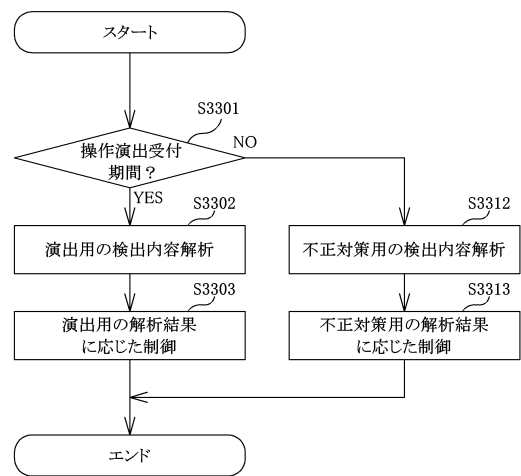 スタート
S3301
操作演出受付
期間？
NO
YES
S3302
演出用の検出内容解析
S3312
不正対策用の検出内容解析
S3303
演出用の解析結果
に応じた制御
S3313
不正対策用の解析結果
に応じた制御
エンド